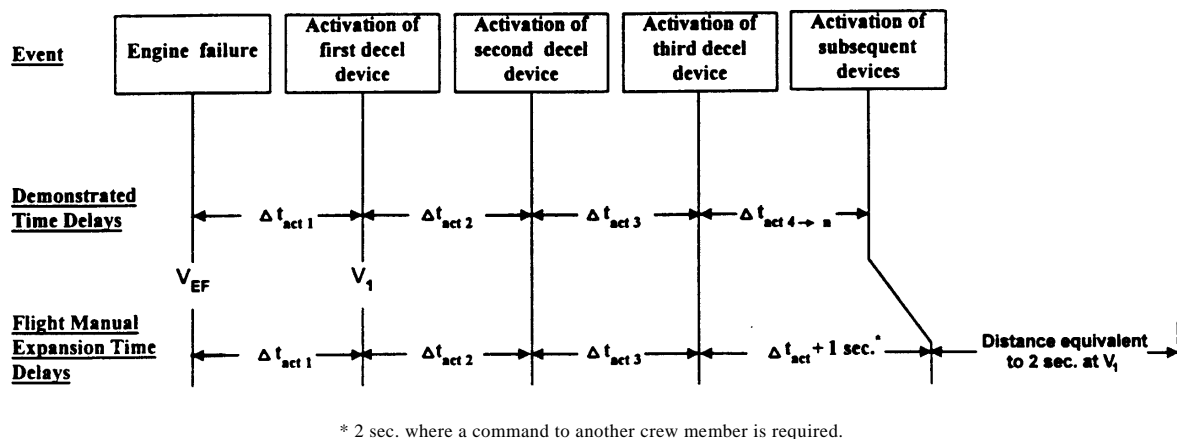 Event
Engine failure
Activation of
first decel
device
Activation of
second decel
device
Activation of
third decel
device
Activation of
subsequent
devices
Demonstrated
Time Delays
Δ t act 1
Δ t act 2
Δ t act 3
Δ t act 4→ n
V EF
V 1
Flight Manual
Expansion Time
Delays
Δ t act 1
Δ t act 2
Δ t act 3
Δ t act + 1 sec.*
Distance equivalent
to 2 sec. at V 1
* 2 sec. where a command to another crew member is required.